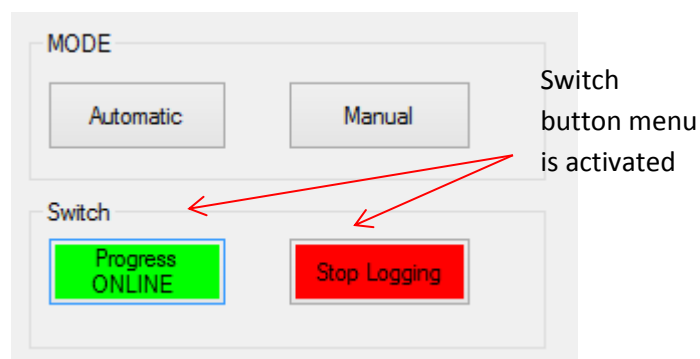 MODE
Automatic
Manual
Switch
button menu
is activated
Switch
Progress
ONLINE
Stop Logging